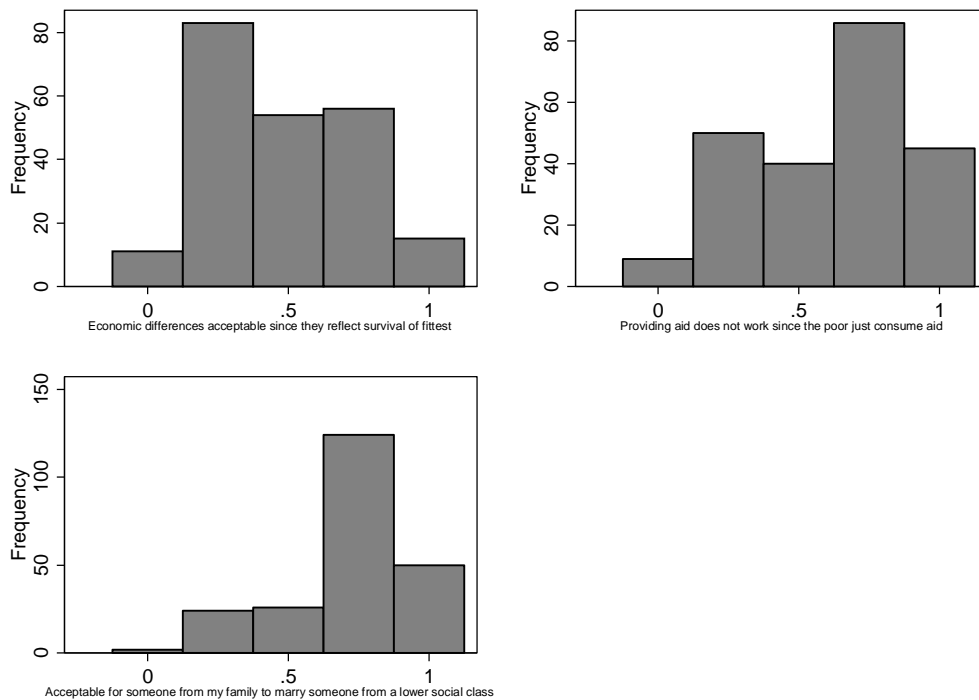 80
60
40
20
0
Frequency
0 .5 1
Economic differences acceptable since they reflect survival of fittest
80
60
40
20
0
Frequency
0 .5 1
Providing aid does not work since the poor just consume aid
150
100
50
0
Frequency
0 .5 1
Acceptable for someone from my family to marry someone from a lower social class